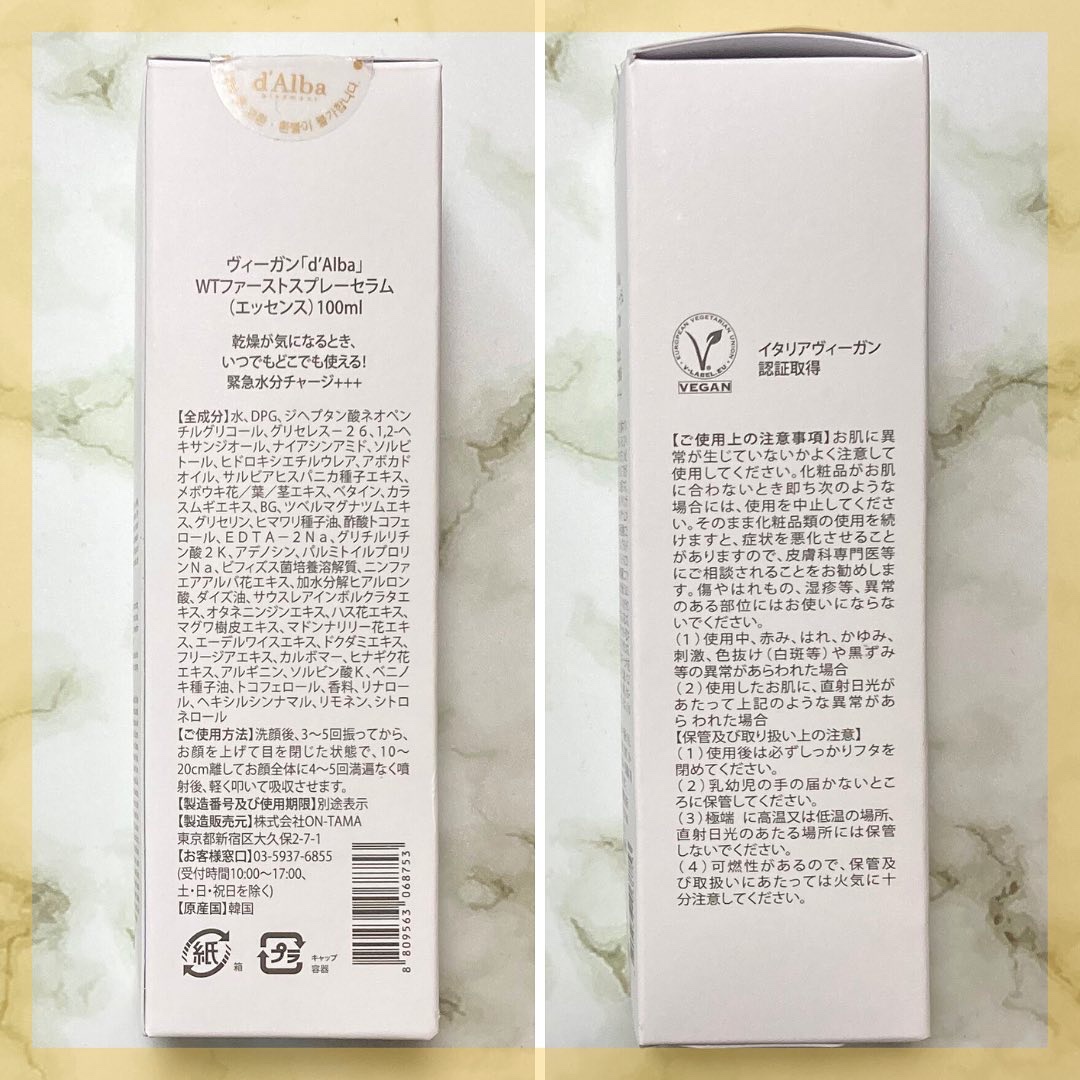 d'Alba
piedmont
환불이 불가합니다.
ヴィーガン「d'Alba」
WTファーストスプレーセラム
(エッセンス)100ml
乾燥が気になるとき、
いつでもどこでも使える!
緊急水分チャージ+++
【全成分】水、DPG、ジヘプタン酸ネオペン
チルグリコール、グリセレス−26、1,2-ヘ
キサンジオール、ナイアシンアミド、ソルビ
トール、ヒドロキシエチルウレア、アボカド
オイル、サルビアヒスパニカ種子エキス、
メボウキ花/葉/茎エキス、ベタイン、カラ
スムギエキス、BG、ツベルマグナツムエキ
ス、グリセリン、ヒマワリ種子油、酢酸トコフェ
ロール、EDTA−2Na、グリチルリチ
ン酸2K、アデノシン、パルミトイルプロリ
ンNa、ビフィズス菌培養溶解質、ニンファ
エアアルバ花エキス、加水分解ヒアルロン
酸、ダイズ油、サウスレアインボルクラタエキ
ス、オタネニンジンエキス、ハス花エキス、
マグワ樹皮エキス、マドンナリリー花エキ
ス、エーデルワイスエキス、ドクダミエキス、
フリージアエキス、カルボマー、ヒナギク花
エキス、アルギニン、ソルビン酸K、ベニノ
キ種子油、トコフェロール、香料、リナロー
ル、ヘキシルシンナマル、リモネン、シトロ
ネロール
【ご使用方法】洗顔後、3〜5回振ってから、
お顔を上げて目を閉じた状態で、10〜
20cm離してお顔全体に4〜5回満遍なく噴
射後、軽く叩いて吸収させます。
【製造番号及び使用期限】別途表示
【製造販売元】株式会社ON-TAMA
東京都新宿区大久保2-7-1
【お客様窓口】03-5937-6855
(受付時間10:00〜17:00、
土・日・祝日を除く)
【原産国】韓国
紙
箱
プラ
キャップ
容器
8 809563 068753
EUROPEAN VEGETARIAN UNION
V-LABEL.EU
VEGAN
イタリアヴィーガン
認証取得
【ご使用上の注意事項】お肌に異
常が生じていないかよく注意して
使用してください。化粧品がお肌
に合わないとき即ち次のような
場合には、使用を中止してくださ
い。そのまま化粧品類の使用を続
けますと、症状を悪化させること
がありますので、皮膚科専門医等
にご相談されることをお勧めしま
す。傷やはれもの、湿疹等、異常
のある部位にはお使いにならな
いでください。
(1)使用中、赤み、はれ、かゆみ、
刺激、色抜け(白斑等)や黒ずみ
等の異常があらわれた場合
(2)使用したお肌に、直射日光が
あたって上記のような異常があ
らわれた場合
【保管及び取り扱い上の注意】
(1)使用後は必ずしっかりフタを
閉めてください。
(2)乳幼児の手の届かないとこ
ろに保管してください。
(3)極端 に高温又は低温の場所、
直射日光のあたる場所には保管
しないでください。
(4)可燃性があるので、保管及
び取扱いにあたっては火気に十
分注意してください。